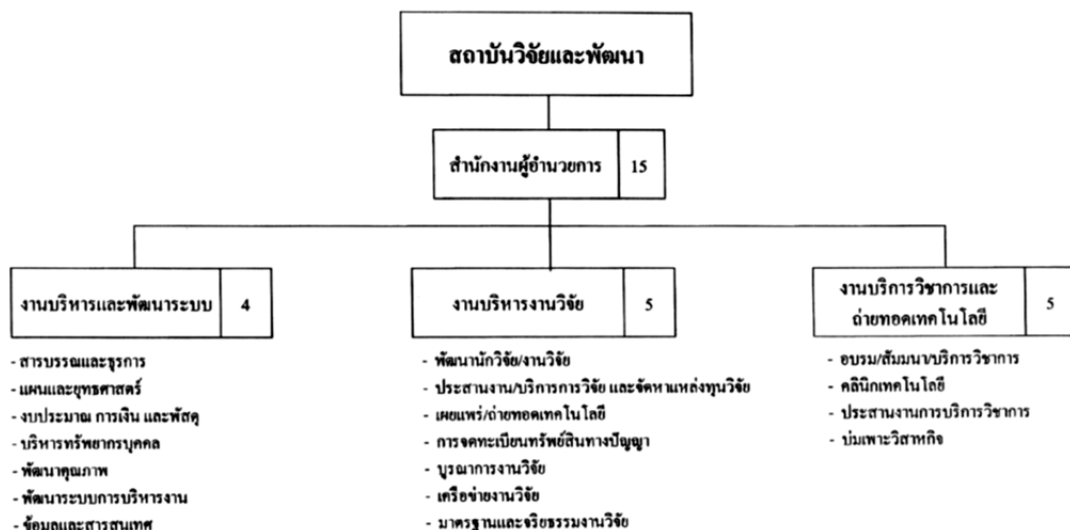 สถาบันวิจัยและพัฒนา
สำนักงานผู้อำนวยการ 15
งานบริหารและพัฒนาระบบ 4
- สารบรรณและธุรการ
- แผนและยุทธศาสตร์
- งบประมาณ การเงิน และพัสดุ
- บริหารทรัพยากรบุคคล
- พัฒนาคุณภาพ
- พัฒนาระบบการบริหารงาน
- ข้อมูลและสารสนเทศ
งานบริหารงานวิจัย 5
- พัฒนานักวิจัย/งานวิจัย
- ประสานงาน/บริการการวิจัย และจัดหาแหล่งทุนวิจัย
- เผยแพร่/ถ่ายทอดเทคโนโลยี
- การจดทะเบียนทรัพย์สินทางปัญญา
- บูรณาการงานวิจัย
- เครือข่ายงานวิจัย
- มาตรฐานและจริยธรรมงานวิจัย
งานบริการวิชาการและ
ถ่ายทอดเทคโนโลยี 5
- อบรม/สัมมนา/บริการวิชาการ
- คลินิกเทคโนโลยี
- ประสานงานการบริการวิชาการ
- บ่มเพาะวิสาหกิจ